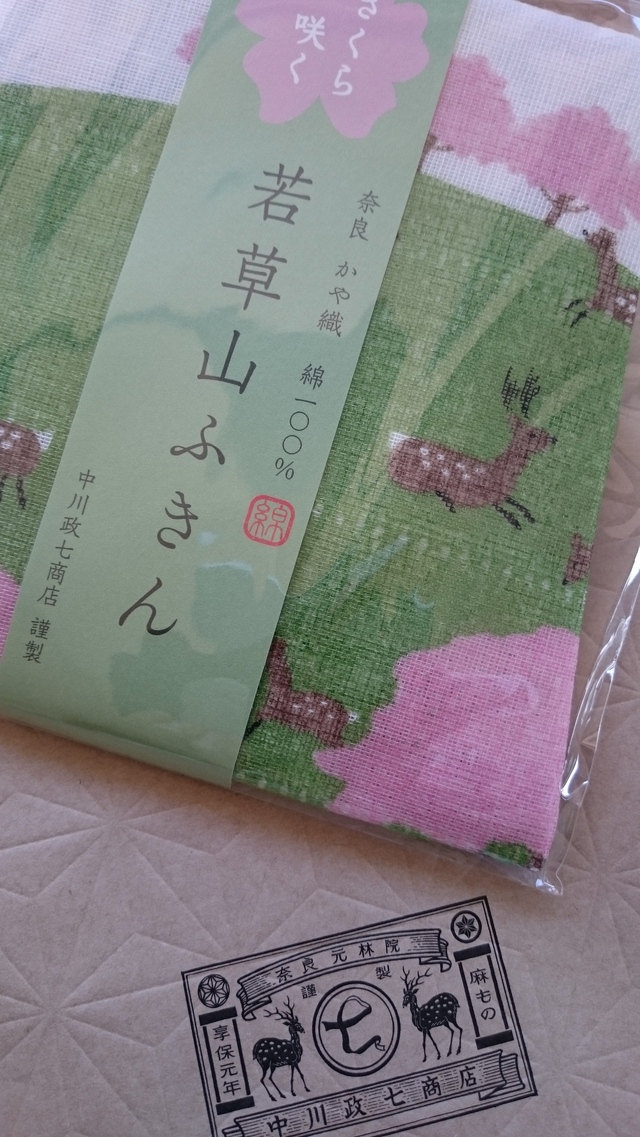 さくら
咲く
奈良 かや織 綿一〇〇%
綿
若草山ふきん
中川政七商店 謹製
奈良元林院
謹製
麻もの
七
享保元年
中川政七商店